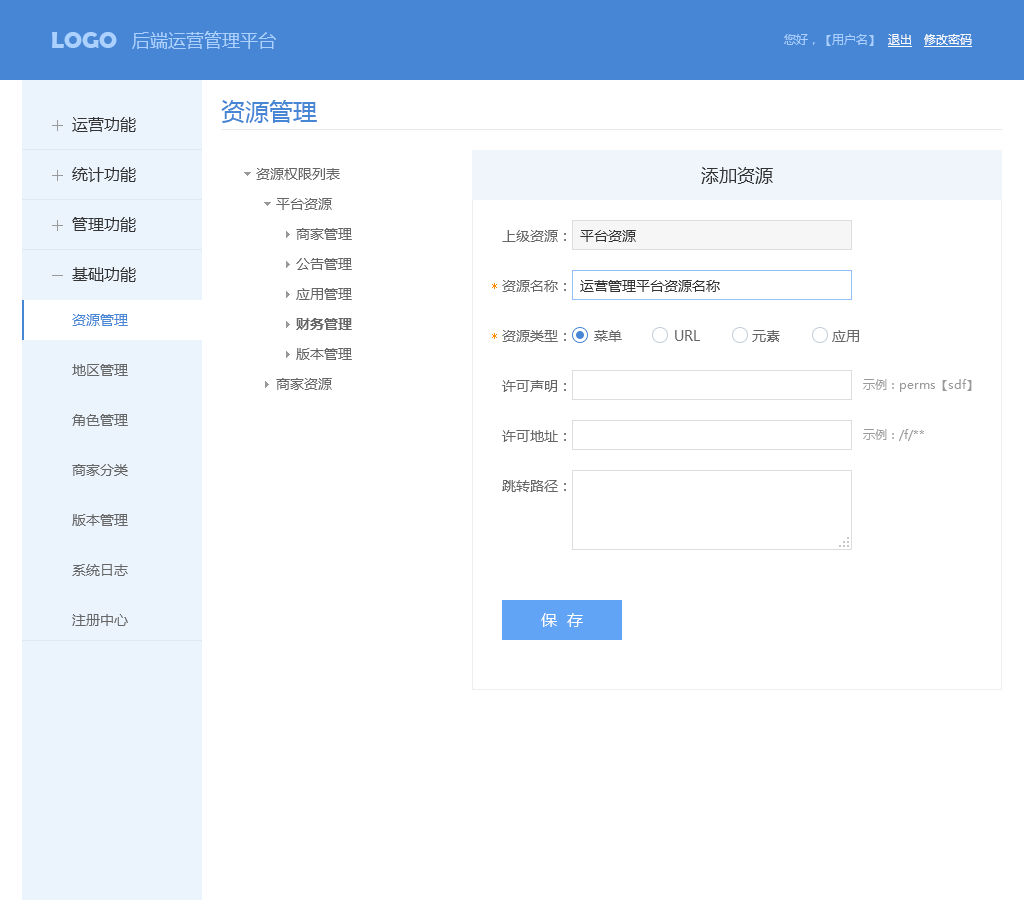 LOGO 后端运营管理平台
您好，【用户名】 退出 修改密码
运营功能
统计功能
管理功能
基础功能
资源管理
地区管理
角色管理
商家分类
版本管理
系统日志
注册中心
资源管理
资源权限列表
平台资源
商家管理
公告管理
应用管理
财务管理
版本管理
商家资源
添加资源
上级资源： 平台资源
* 资源名称： 运营管理平台资源名称
* 资源类型： 菜单 URL 元素 应用
许可声明： 示例：perms【sdf】
许可地址： 示例：/f/**
跳转路径：
保 存